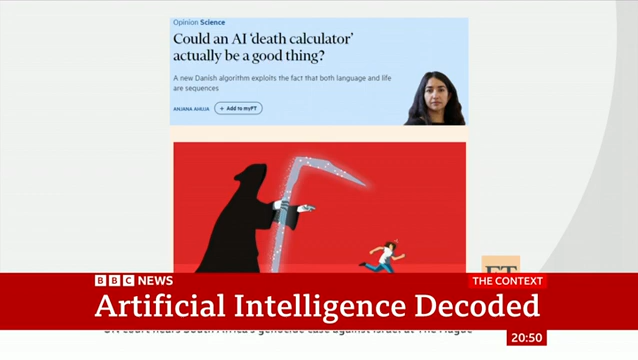 Opinion Science
Could an AI ‘death calculator’
actually be a good thing?
A new Danish algorithm exploits the fact that both language and life
are sequences
ANJANA AHUJA + Add to myFT
FT
BBC NEWS
THE CONTEXT
Artificial Intelligence Decoded
UN court hears South Africa's genocide case against Israel at The Hague
20:50